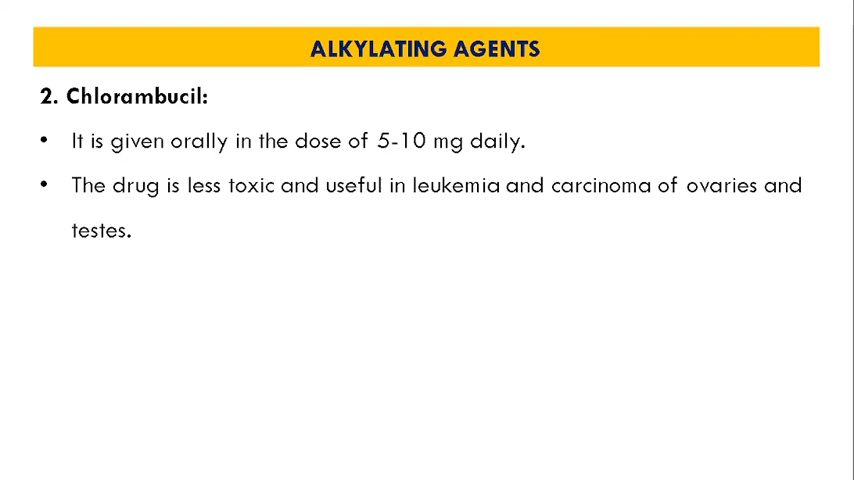 ALKYLATING AGENTS
2. Chlorambucil:
• It is given orally in the dose of 5-10 mg daily.
• The drug is less toxic and useful in leukemia and carcinoma of ovaries and
testes.